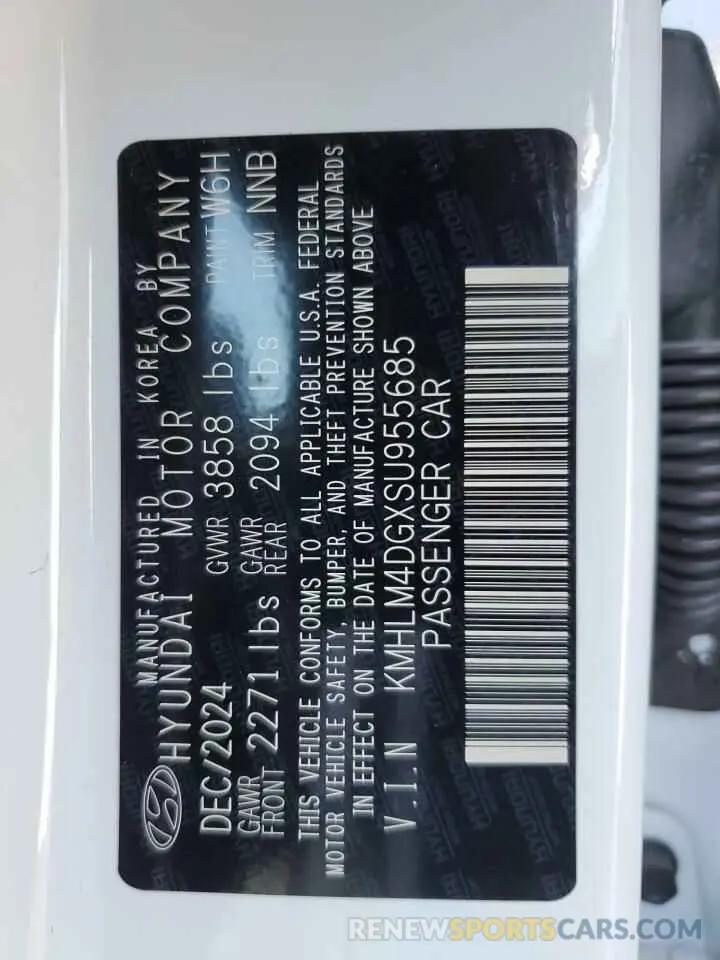 MANUFACTURED IN KOREA BY
HYUNDAI MOTOR COMPANY
DEC/2024 GVWR 3858 lbs PAINT W6H
GAWR FRONT 2271 lbs GAWR REAR 2094 lbs TRIM NNB
THIS VEHICLE CONFORMS TO ALL APPLICABLE U.S.A. FEDERAL
MOTOR VEHICLE SAFETY, BUMPER, AND THEFT PREVENTION STANDARDS
IN EFFECT ON THE DATE OF MANUFACTURE SHOWN ABOVE
V.I.N KMHLM4DGXSU955685
PASSENGER CAR
RENEWSPORTSCARS.COM